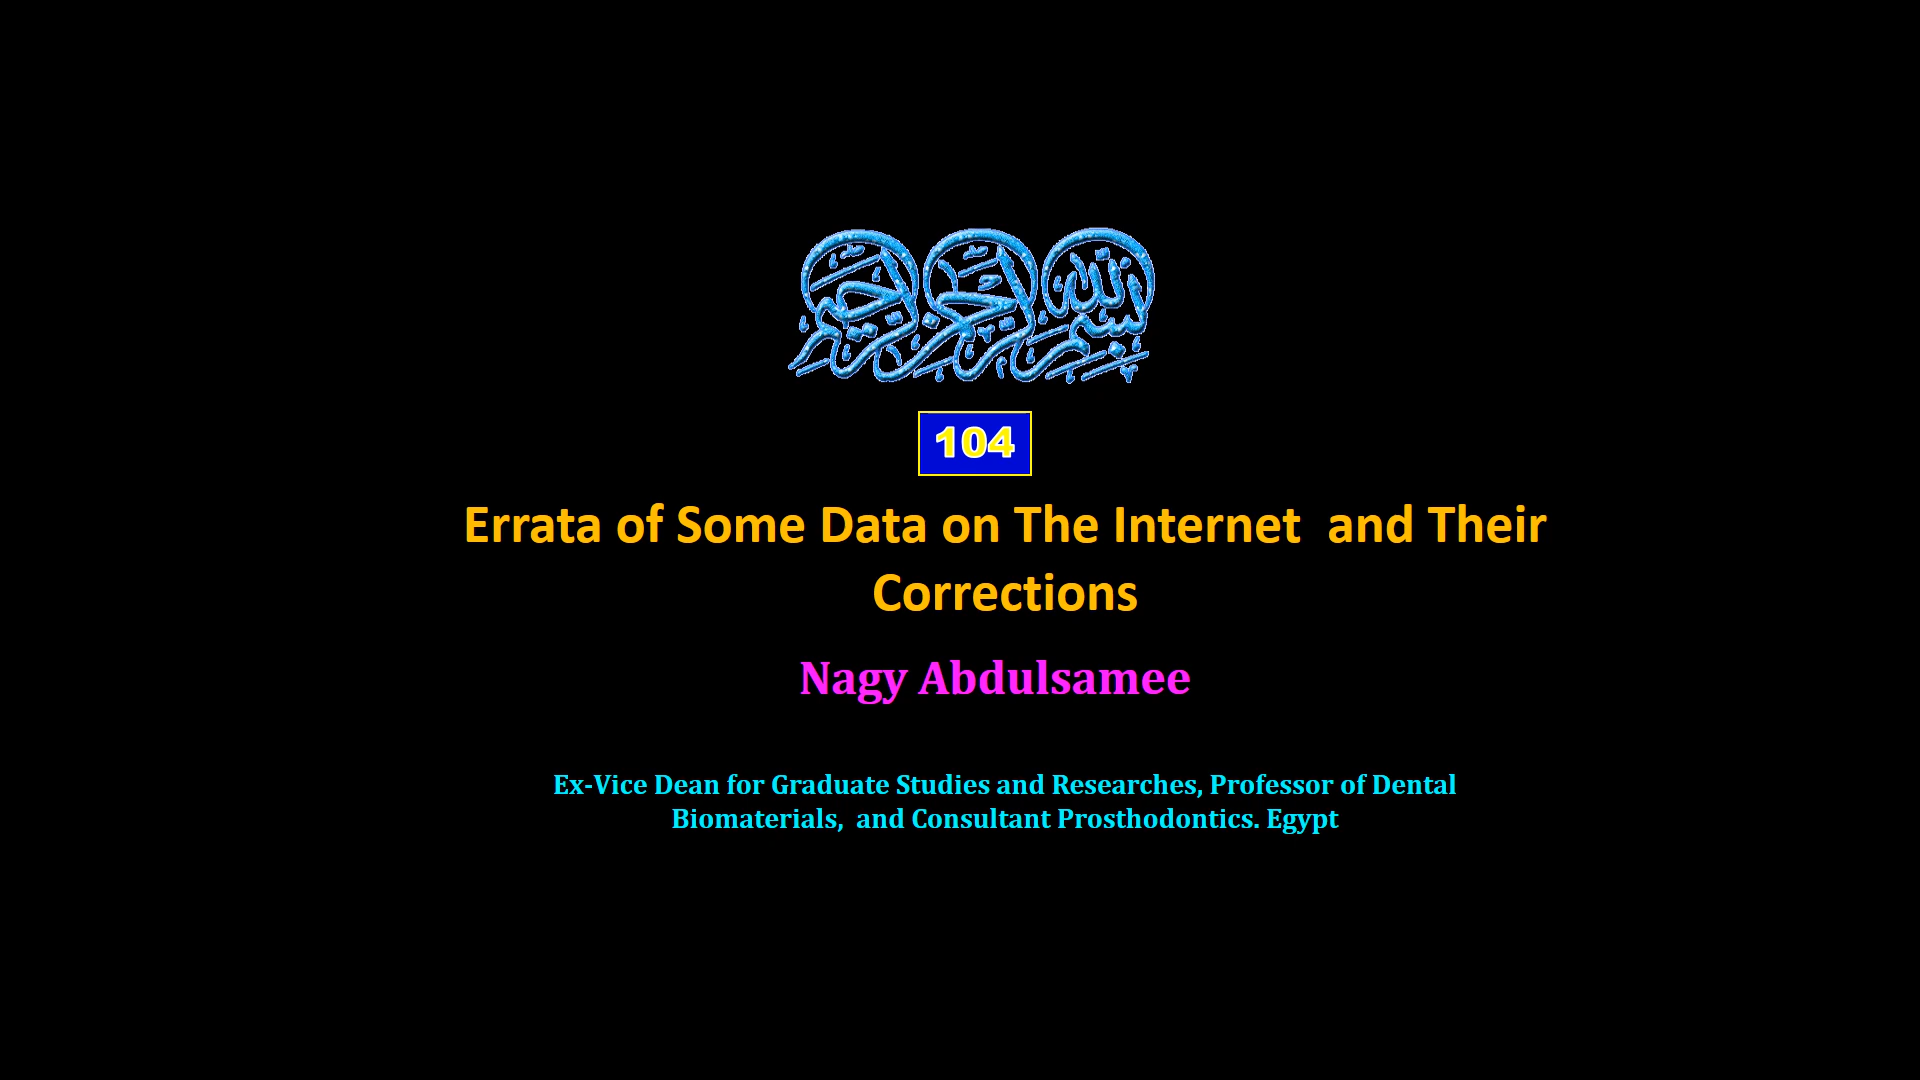 بسم الله الرحمن الرحيم
104
Errata of Some Data on The Internet  and Their
Corrections
Nagy Abdulsamee
Ex-Vice Dean for Graduate Studies and Researches, Professor of Dental
Biomaterials,  and Consultant Prosthodontics. Egypt